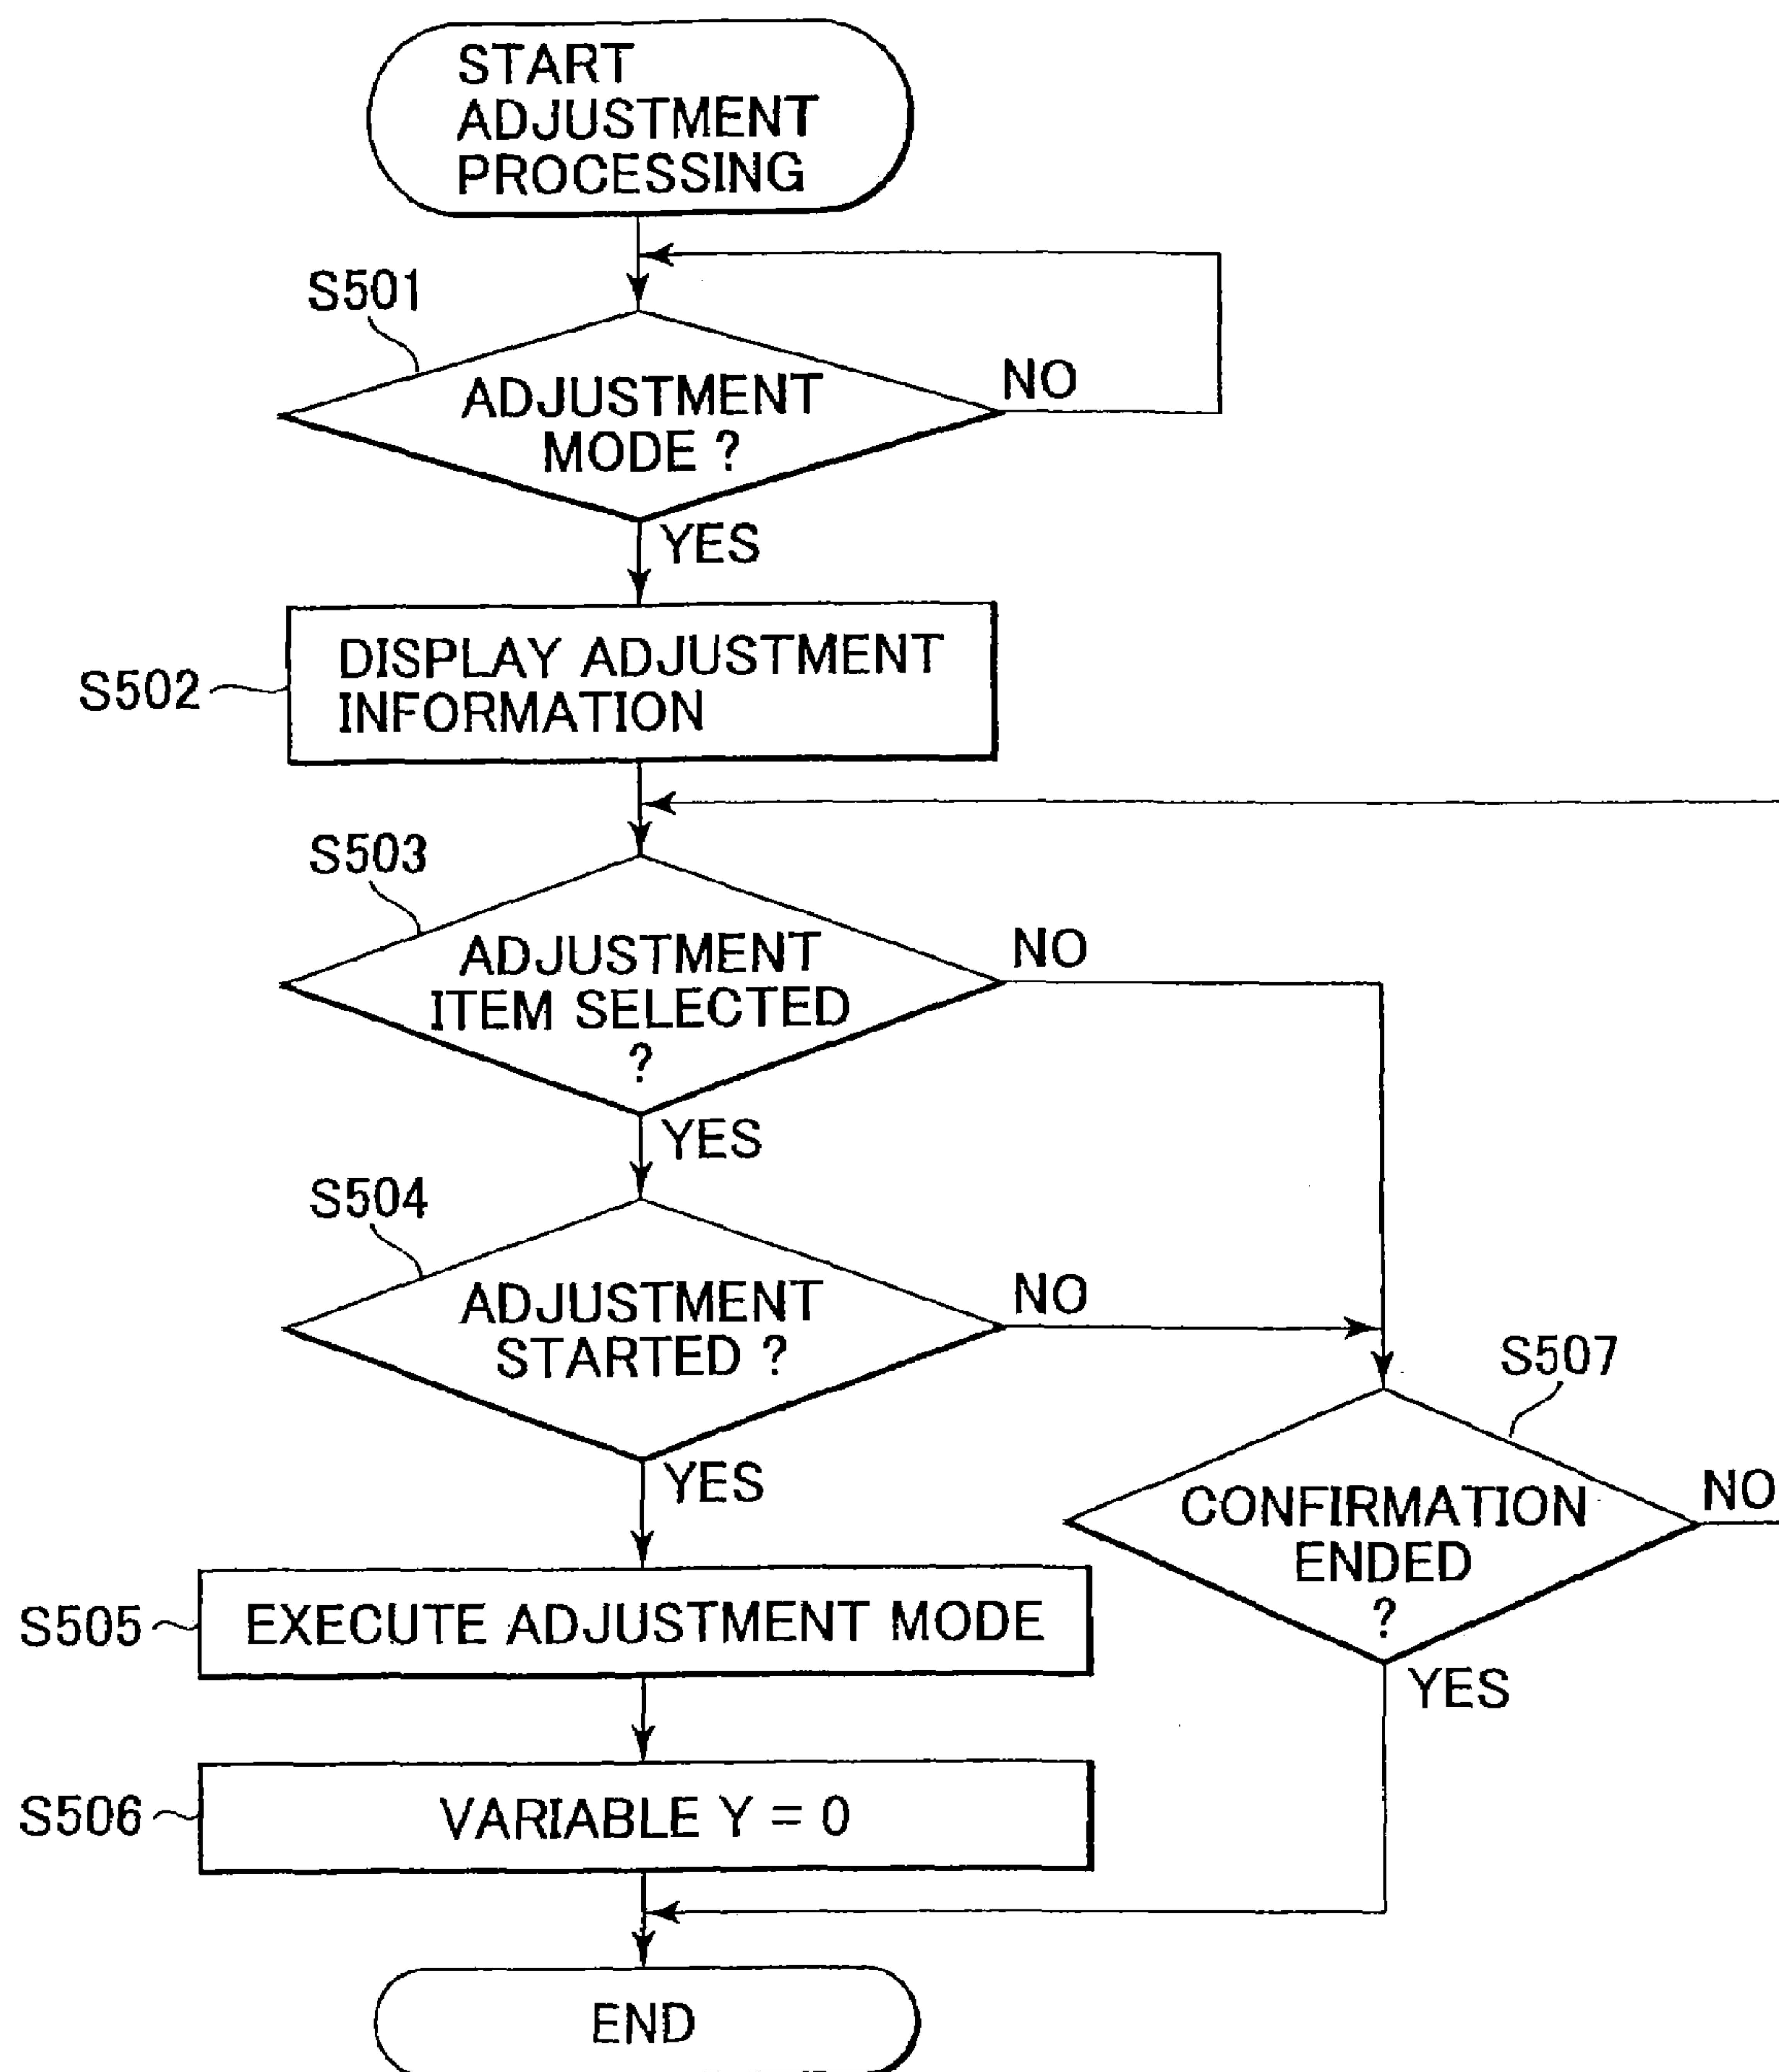 START
ADJUSTMENT
PROCESSING
S501
ADJUSTMENT
MODE ?
NO
YES
S502
DISPLAY ADJUSTMENT
INFORMATION
S503
ADJUSTMENT
ITEM SELECTED
?
NO
YES
S504
ADJUSTMENT
STARTED ?
NO
YES
S507
CONFIRMATION
ENDED
?
NO
YES
S505
EXECUTE ADJUSTMENT MODE
S506
VARIABLE Y = 0
END